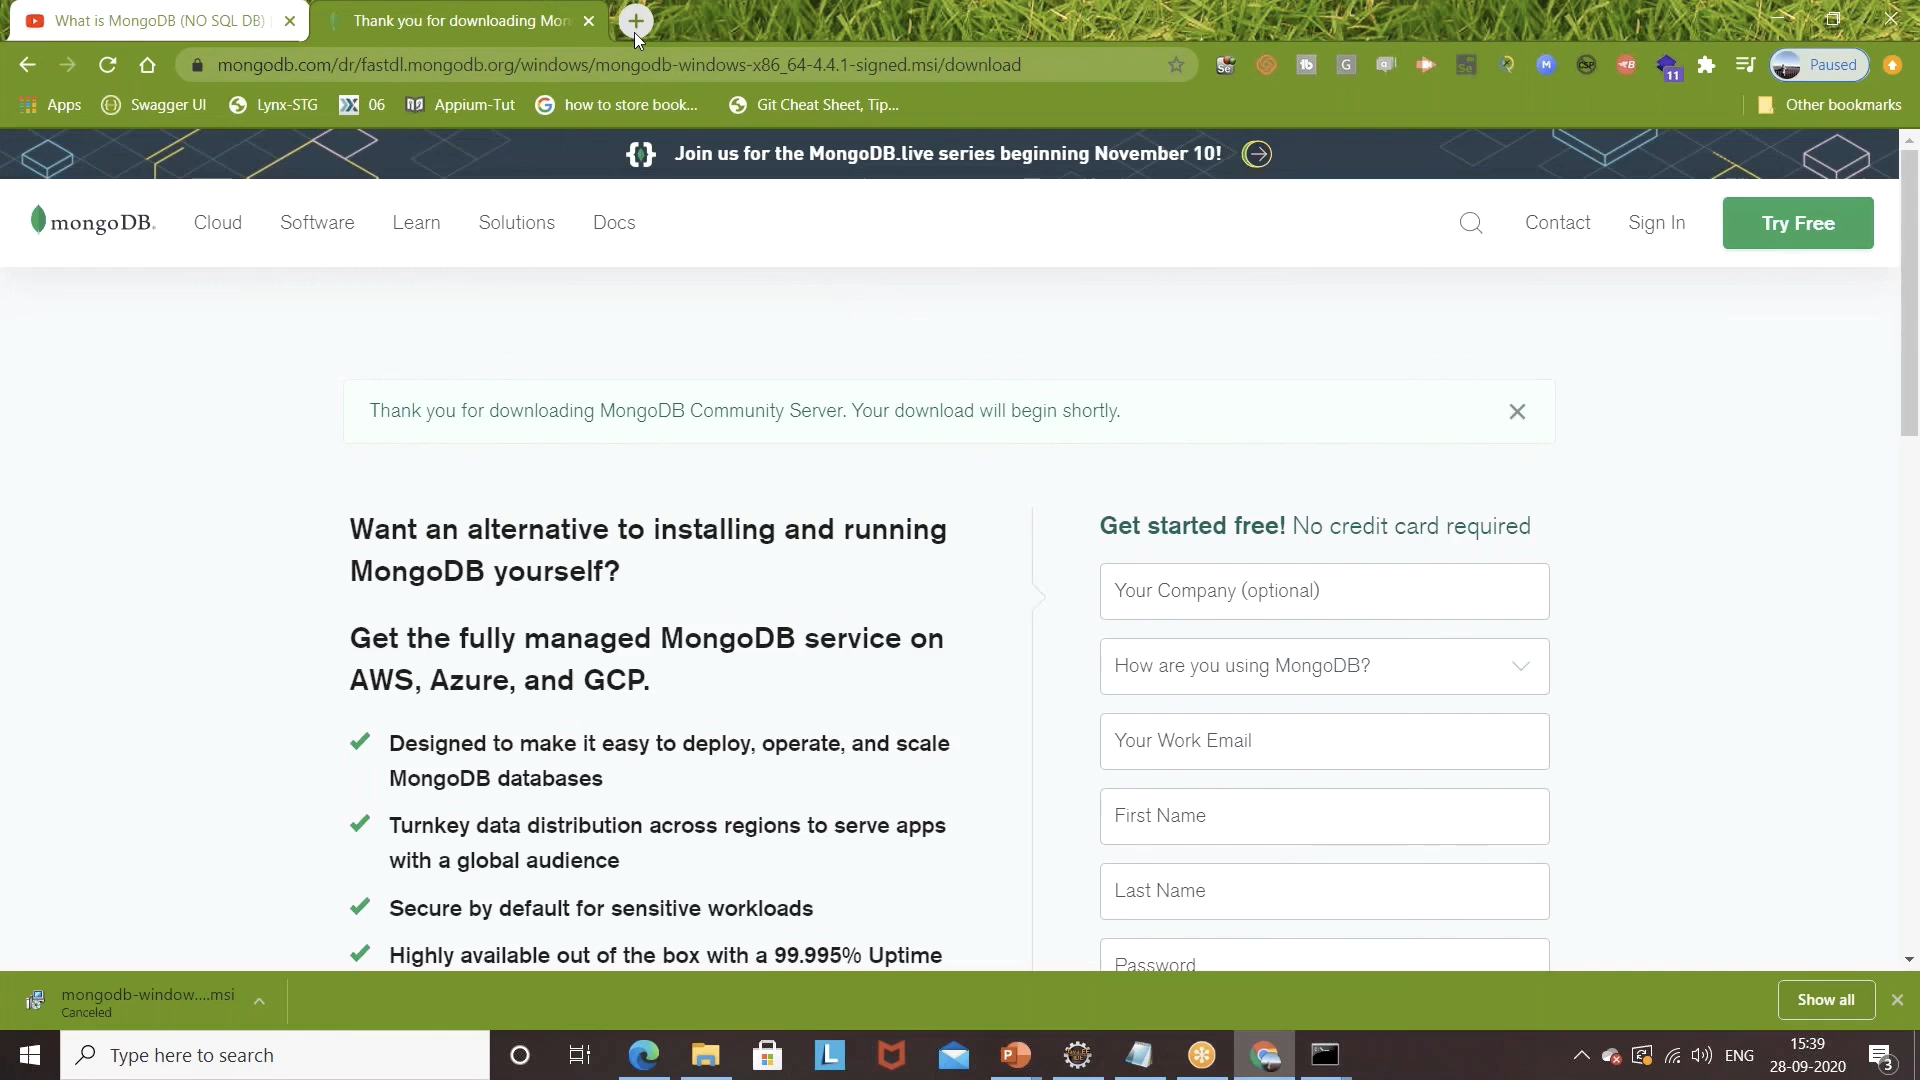 What is MongoDB (NO SQL DB)
Thank you for downloading Mon
mongodb.com/dr/fastdl.mongodb.org/windows/mongodb-windows-x86_64-4.4.1-signed.msi/download
11
Paused
Apps
Swagger UI
Lynx-STG
06
Appium-Tut
how to store book...
Git Cheat Sheet, Tip...
Other bookmarks
Join us for the MongoDB.live series beginning November 10!
mongoDB.
Cloud
Software
Learn
Solutions
Docs
Contact
Sign In
Try Free
Thank you for downloading MongoDB Community Server. Your download will begin shortly.
Want an alternative to installing and running
MongoDB yourself?
Get the fully managed MongoDB service on
AWS, Azure, and GCP.
Designed to make it easy to deploy, operate, and scale
MongoDB databases
Turnkey data distribution across regions to serve apps
with a global audience
Secure by default for sensitive workloads
Highly available out of the box with a 99.995% Uptime
Get started free! No credit card required
Your Company (optional)
How are you using MongoDB?
Your Work Email
First Name
Last Name
Password
mongodb-window....msi
Canceled
Show all
Type here to search
ENG
15:39
28-09-2020
3